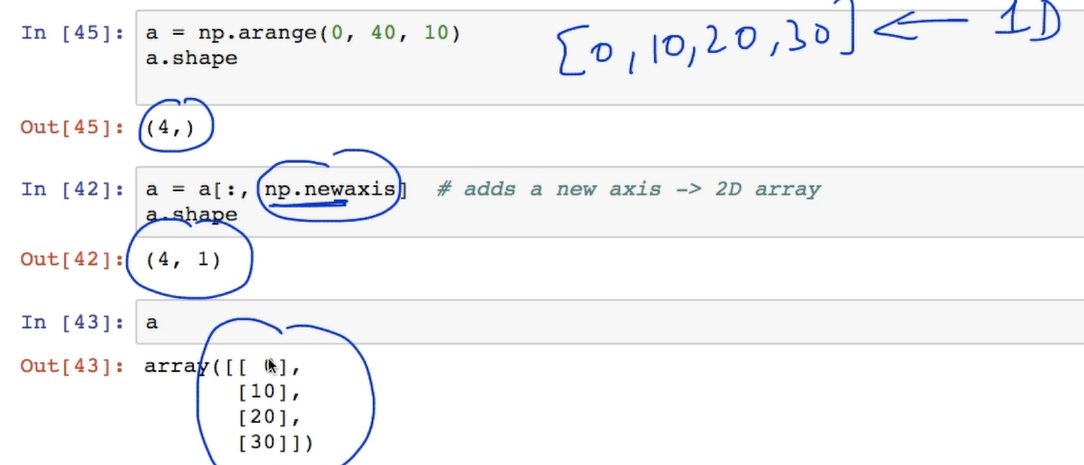 In [45]: a = np.arange(0, 40, 10)
a.shape
[0,10,20,30] ← 1D
Out[45]: (4,)
In [42]: a = a[:, np.newaxis] # adds a new axis -> 2D array
a.shape
Out[42]: (4, 1)
In [43]: a
Out[43]: array([[ 0],
[10],
[20],
[30]])